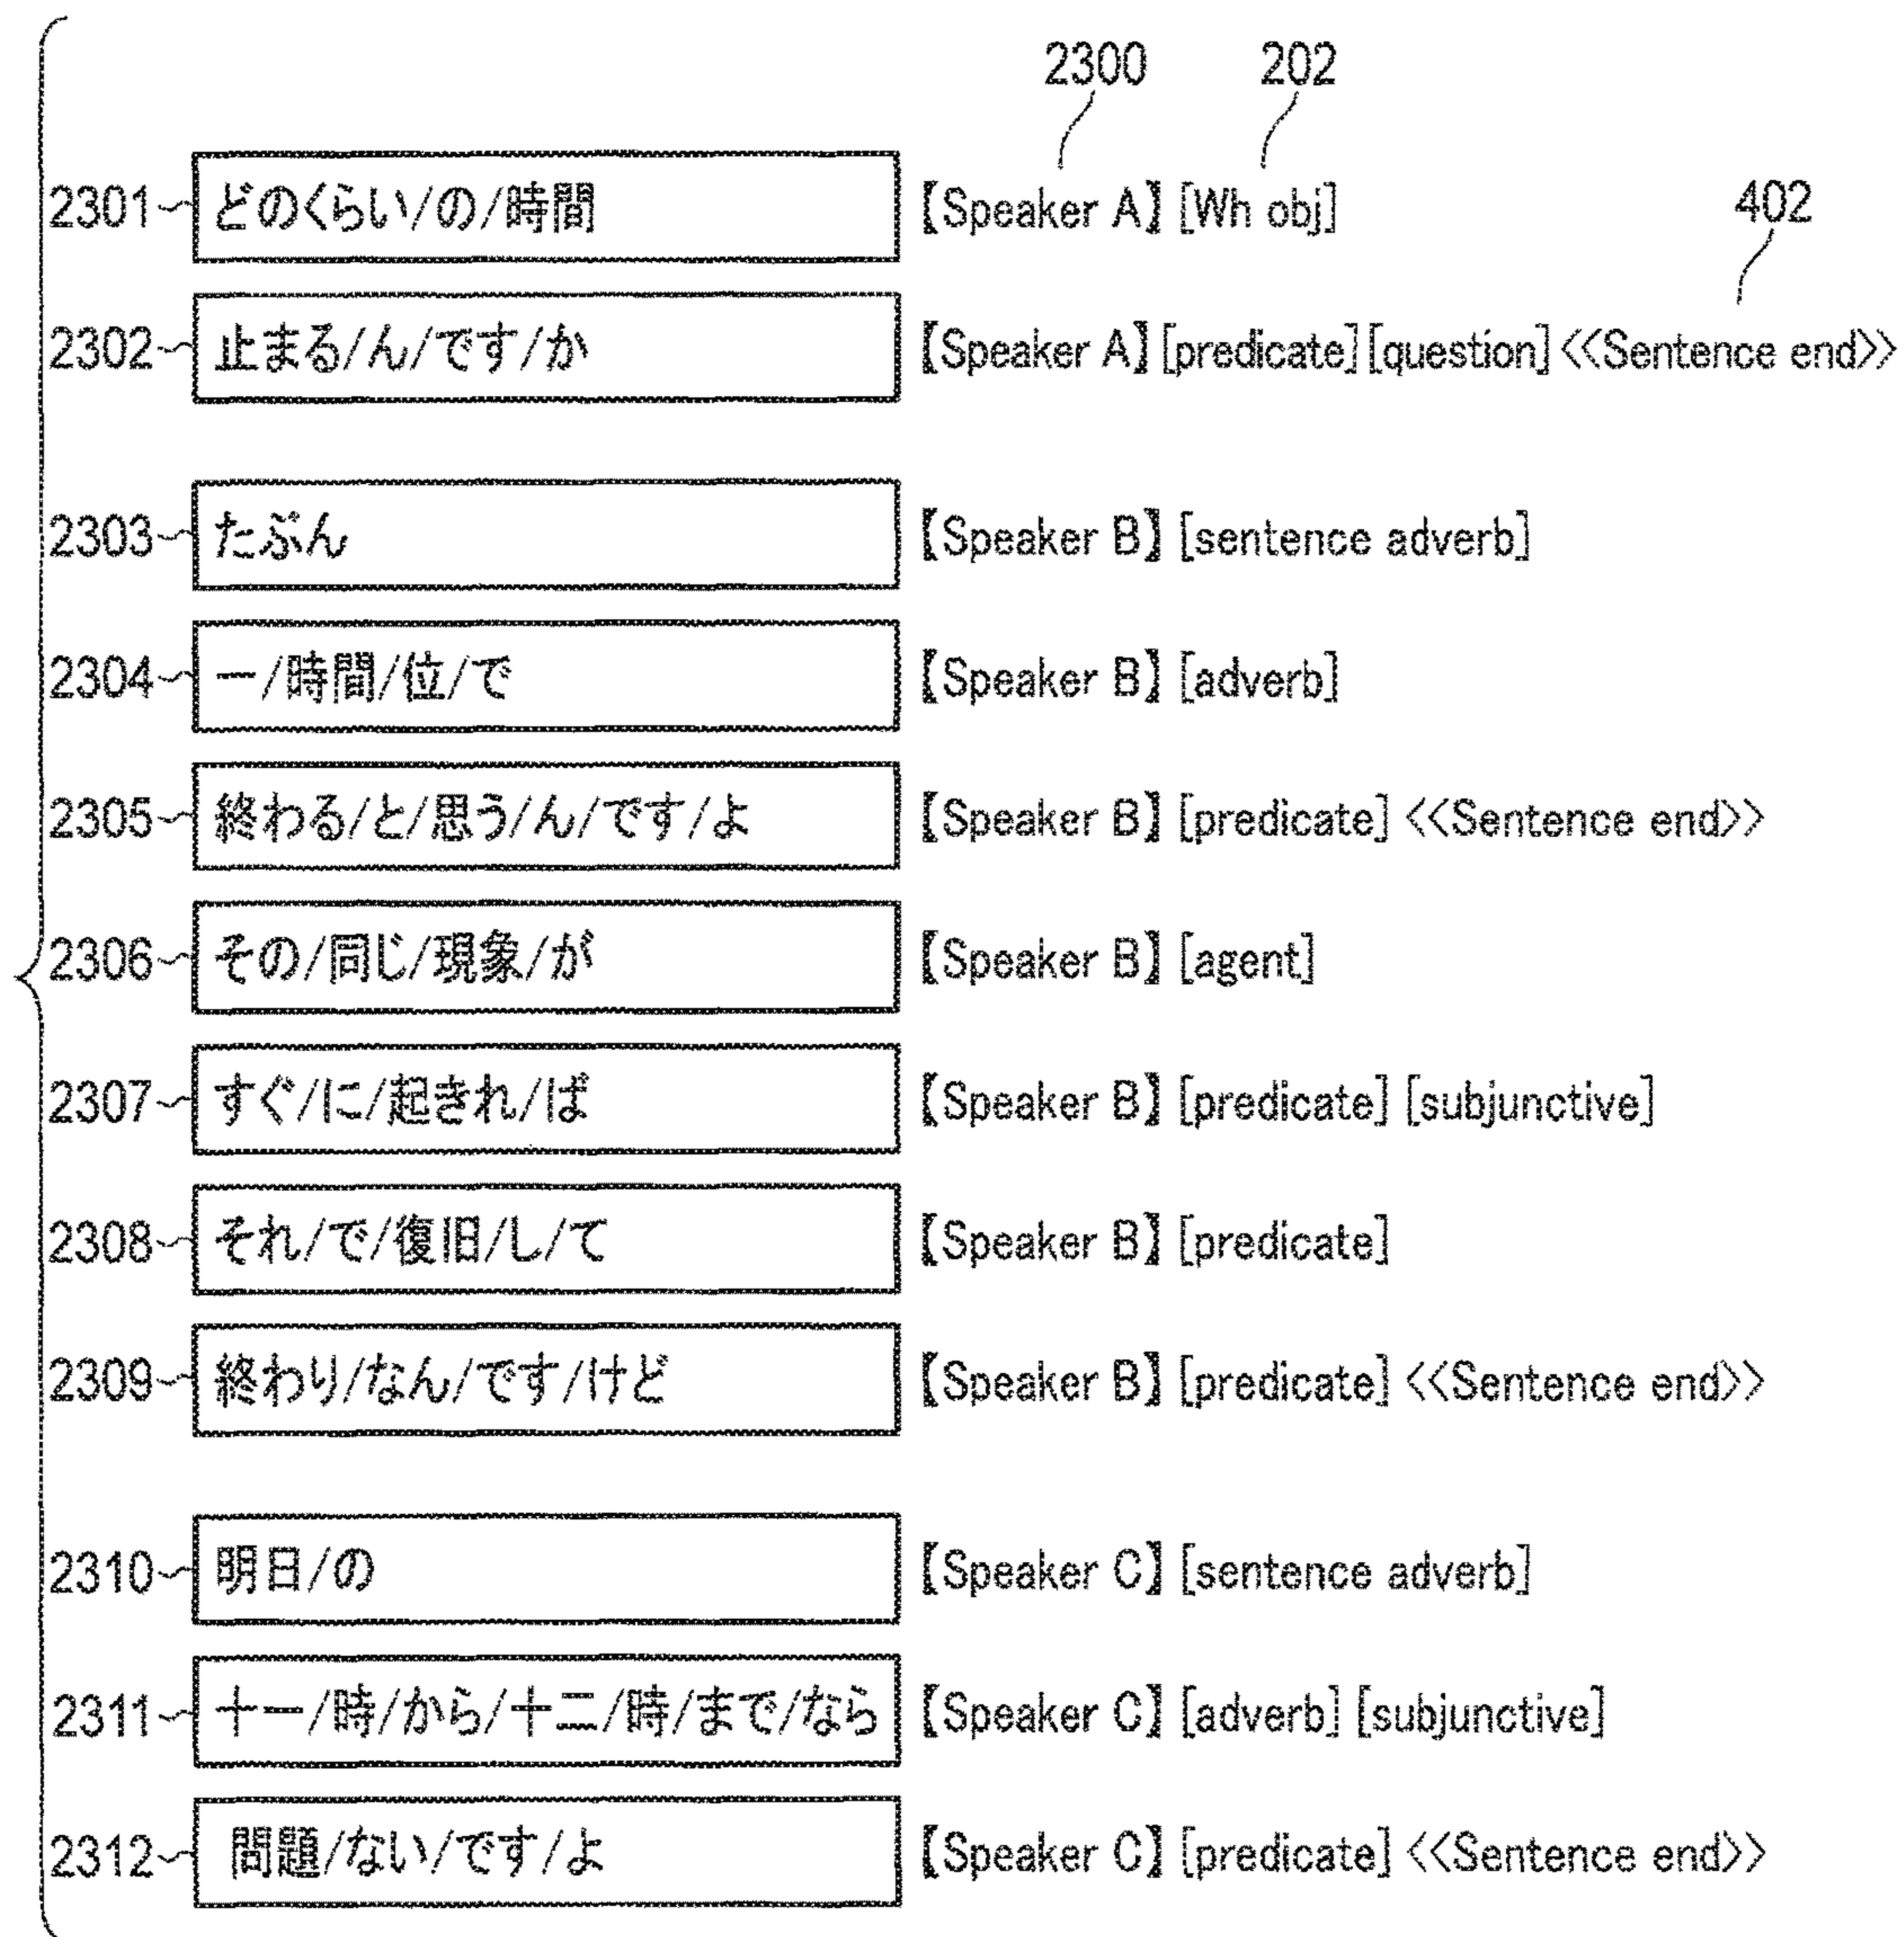 2300 202
2301 どのくらい/の/時間 【Speaker A】 [Wh obj]
402
2302 止まる/ん/です/か 【Speaker A】 [predicate] [question] <<Sentence end>>
2303 たぶん 【Speaker B】 [sentence adverb]
2304 一/時間/位/で 【Speaker B】 [adverb]
2305 終わる/と/思う/ん/です/よ 【Speaker B】 [predicate] <<Sentence end>>
2306 その/同じ/現象/が 【Speaker B】 [agent]
2307 すぐ/に/起きれ/ば 【Speaker B】 [predicate] [subjunctive]
2308 それ/で/復旧/し/て 【Speaker B】 [predicate]
2309 終わり/なん/です/けど 【Speaker B】 [predicate] <<Sentence end>>
2310 明日/の 【Speaker C】 [sentence adverb]
2311 十一/時/から/十二/時/まで/なら 【Speaker C】 [adverb] [subjunctive]
2312 問題/ない/です/よ 【Speaker C】 [predicate] <<Sentence end>>